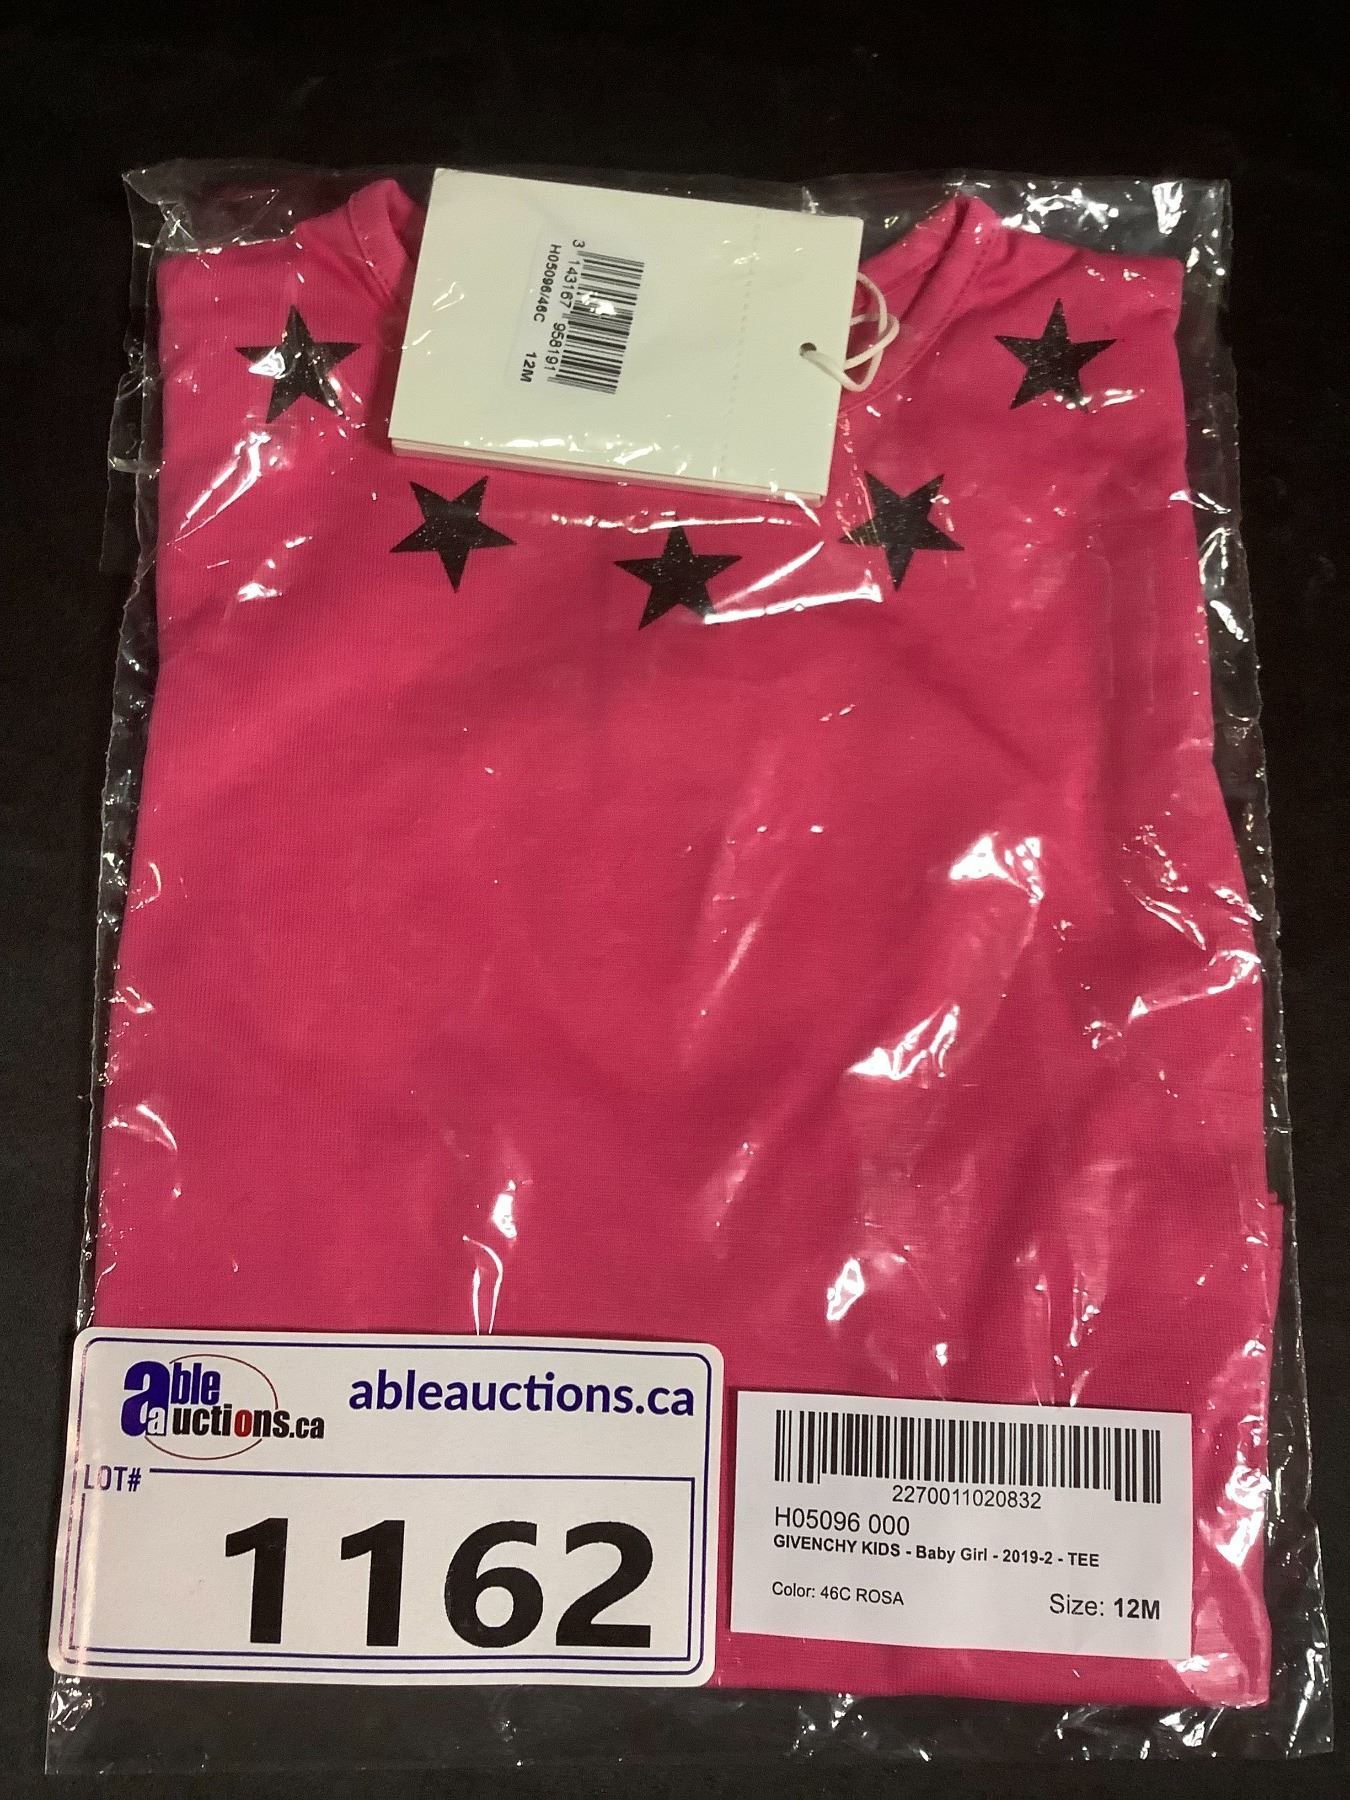 3 143167 958191
H05096/46C 12M
able auctions.ca
ableauctions.ca
LOT#
1162
2270011020832
H05096 000
GIVENCHY KIDS - Baby Girl - 2019-2 - TEE
Color: 46C ROSA
Size: 12M